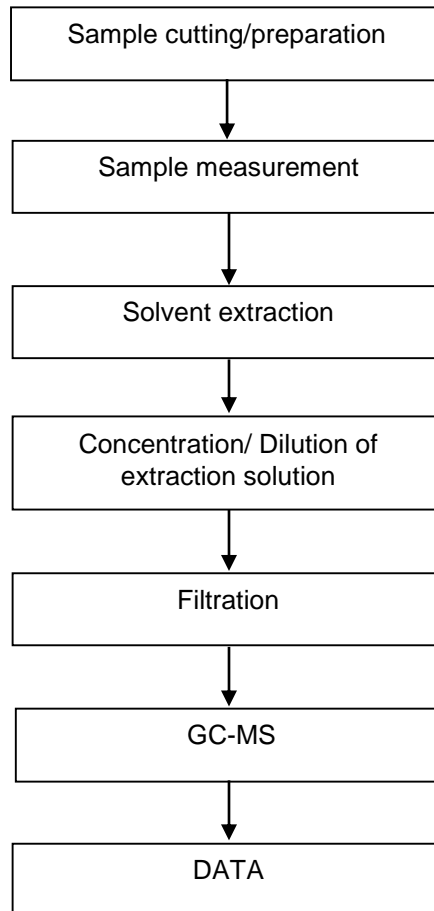 Sample cutting/preparation
Sample measurement
Solvent extraction
Concentration/ Dilution of
extraction solution
Filtration
GC-MS
DATA